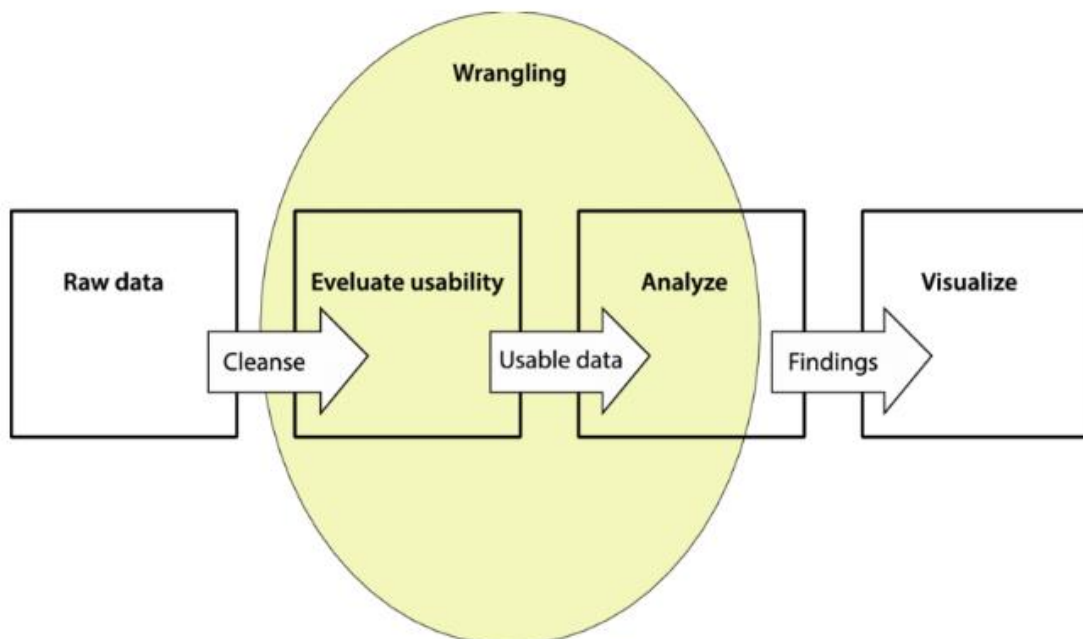 Wrangling
Raw data
Eveluate usability
Analyze
Visualize
Cleanse
Usable data
Findings